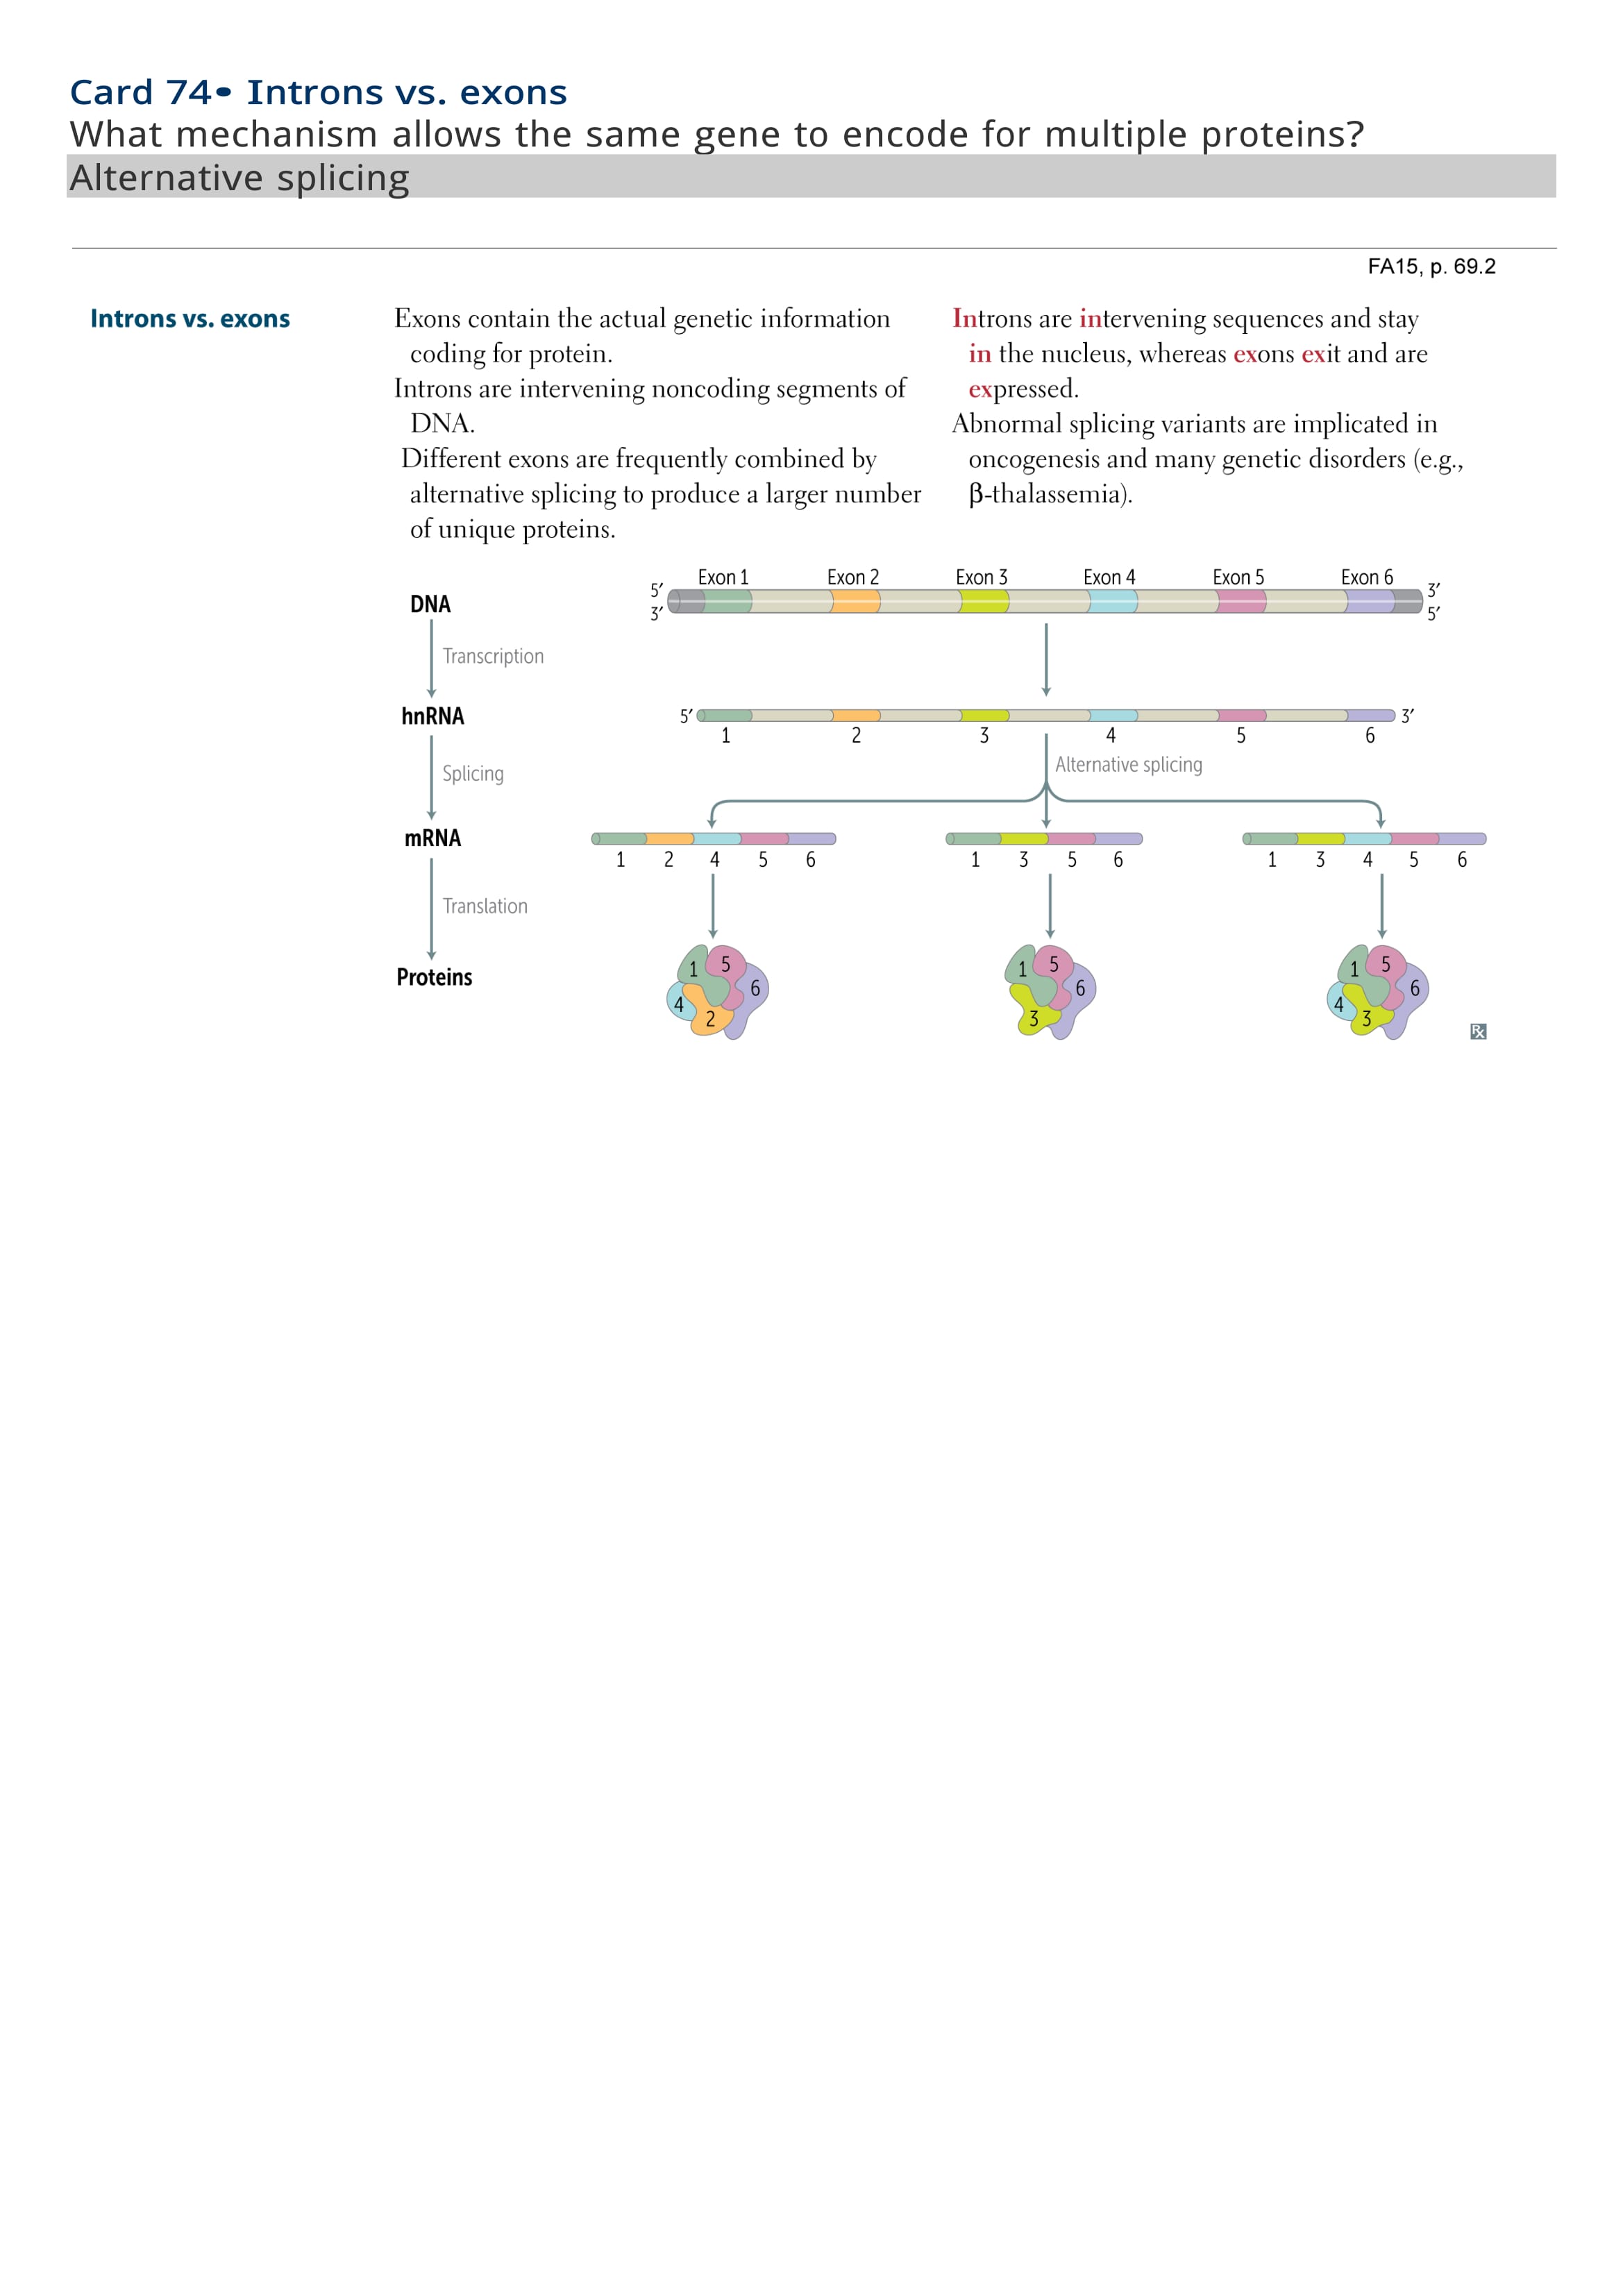 Card 74• Introns vs. exons
What mechanism allows the same gene to encode for multiple proteins?
Alternative splicing
FA15, p. 69.2
Introns vs. exons
Exons contain the actual genetic information
coding for protein.
Introns are intervening noncoding segments of
DNA.
Different exons are frequently combined by
alternative splicing to produce a larger number
of unique proteins.
Introns are intervening sequences and stay
in the nucleus, whereas exons exit and are
expressed.
Abnormal splicing variants are implicated in
oncogenesis and many genetic disorders (e.g.,
β-thalassemia).
Exon 1 Exon 2 Exon 3 Exon 4 Exon 5 Exon 6
DNA 5′ 3′
3′ 5′
Transcription
hnRNA 5′ 3′
1 2 3 4 5 6
Splicing Alternative splicing
mRNA
1 2 4 5 6 1 3 5 6 1 3 4 5 6
Translation
Proteins
1 5 6 4 2
1 5 6 3
1 5 6 4 3
Rx